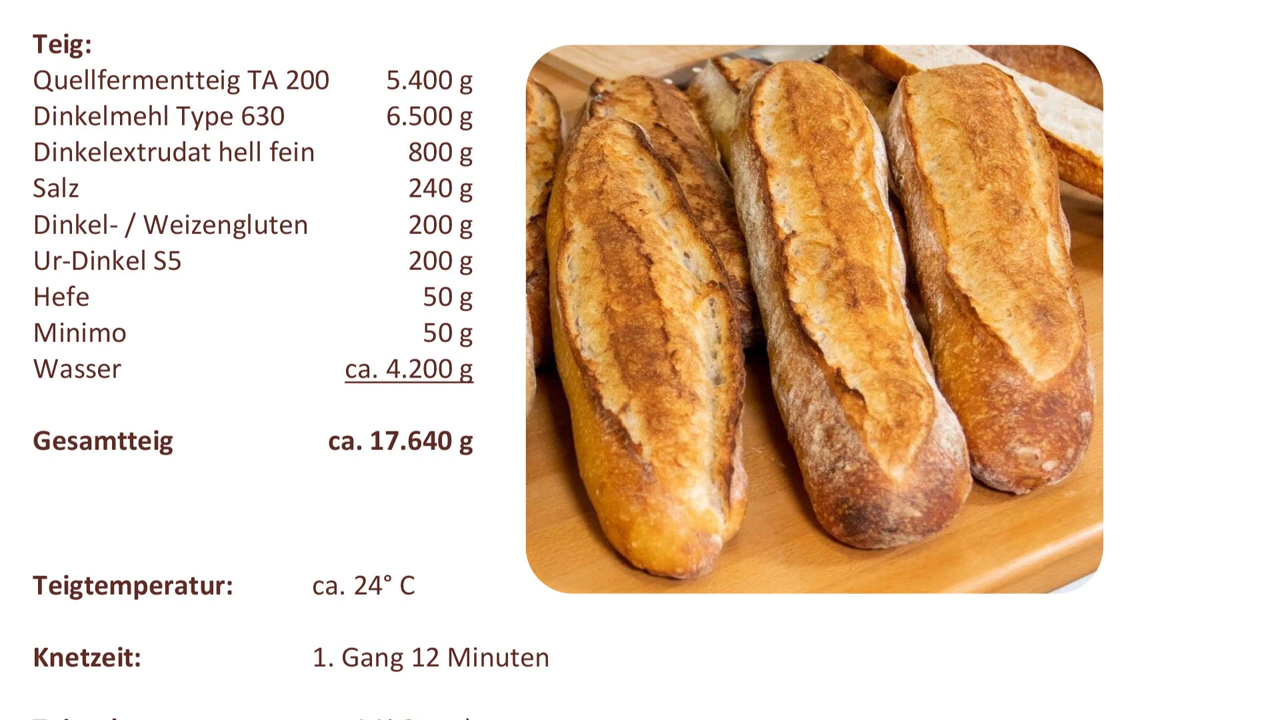 Teig:
Quellfermentteig TA 200 5.400 g
Dinkelmehl Type 630 6.500 g
Dinkelextrudat hell fein 800 g
Salz 240 g
Dinkel- / Weizengluten 200 g
Ur-Dinkel S5 200 g
Hefe 50 g
Minimo 50 g
Wasser ca. 4.200 g
Gesamtteig ca. 17.640 g
Teigtemperatur: ca. 24° C
Knetzeit: 1. Gang 12 Minuten